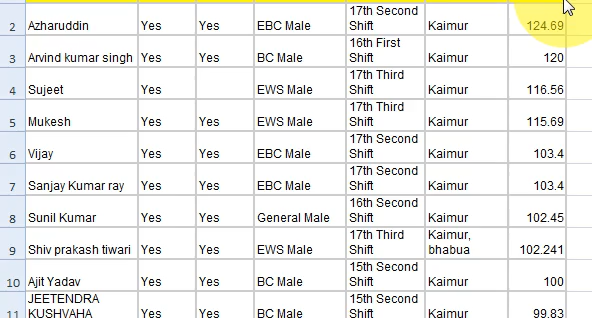 2 Azharuddin Yes Yes EBC Male 17th Second Shift Kaimur 124.69
3 Arvind kumar singh Yes Yes BC Male 16th First Shift Kaimur 120
4 Sujeet Yes EWS Male 17th Third Shift Kaimur 116.56
5 Mukesh Yes Yes EWS Male 17th Third Shift Kaimur 115.69
6 Vijay Yes Yes EBC Male 17th Second Shift Kaimur 103.4
7 Sanjay Kumar ray Yes Yes EBC Male 17th Second Shift Kaimur 103.4
8 Sunil Kumar Yes Yes General Male 16th Second Shift Kaimur 102.45
9 Shiv prakash tiwari Yes Yes EWS Male 17th Third Shift Kaimur, bhabua 102.241
10 Ajit Yadav Yes Yes BC Male 15th Second Shift Kaimur 100
11 JEETENDRA KUSHVAHA Yes Yes BC Male 15th Second Shift Kaimur 99.83